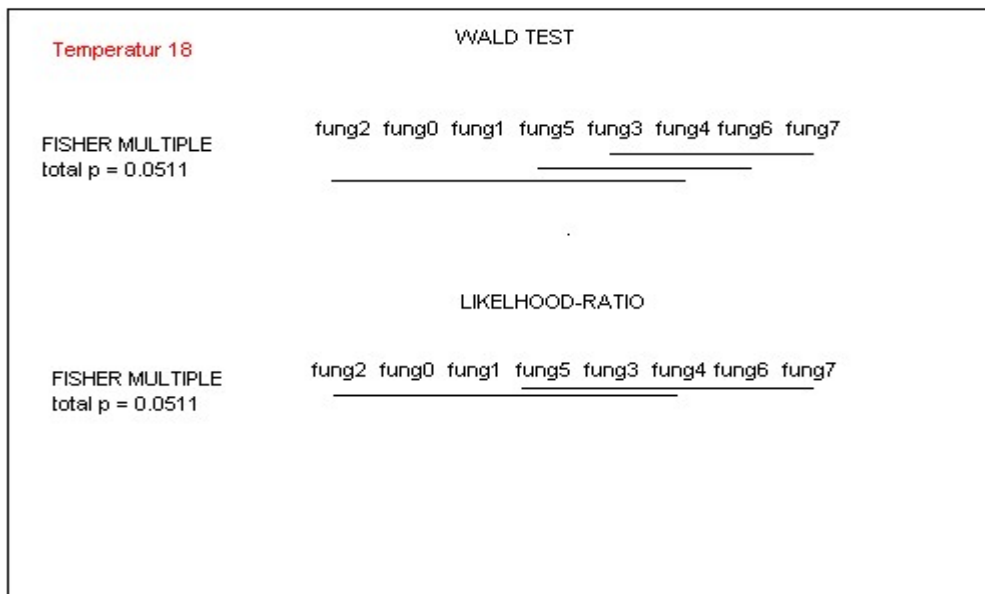 Temperatur 18
WALD TEST
fung2 fung0 fung1 fung5 fung3 fung4 fung6 fung7
FISHER MULTIPLE
total p = 0.0511
LIKELHOOD-RATIO
fung2 fung0 fung1 fung5 fung3 fung4 fung6 fung7
FISHER MULTIPLE
total p = 0.0511